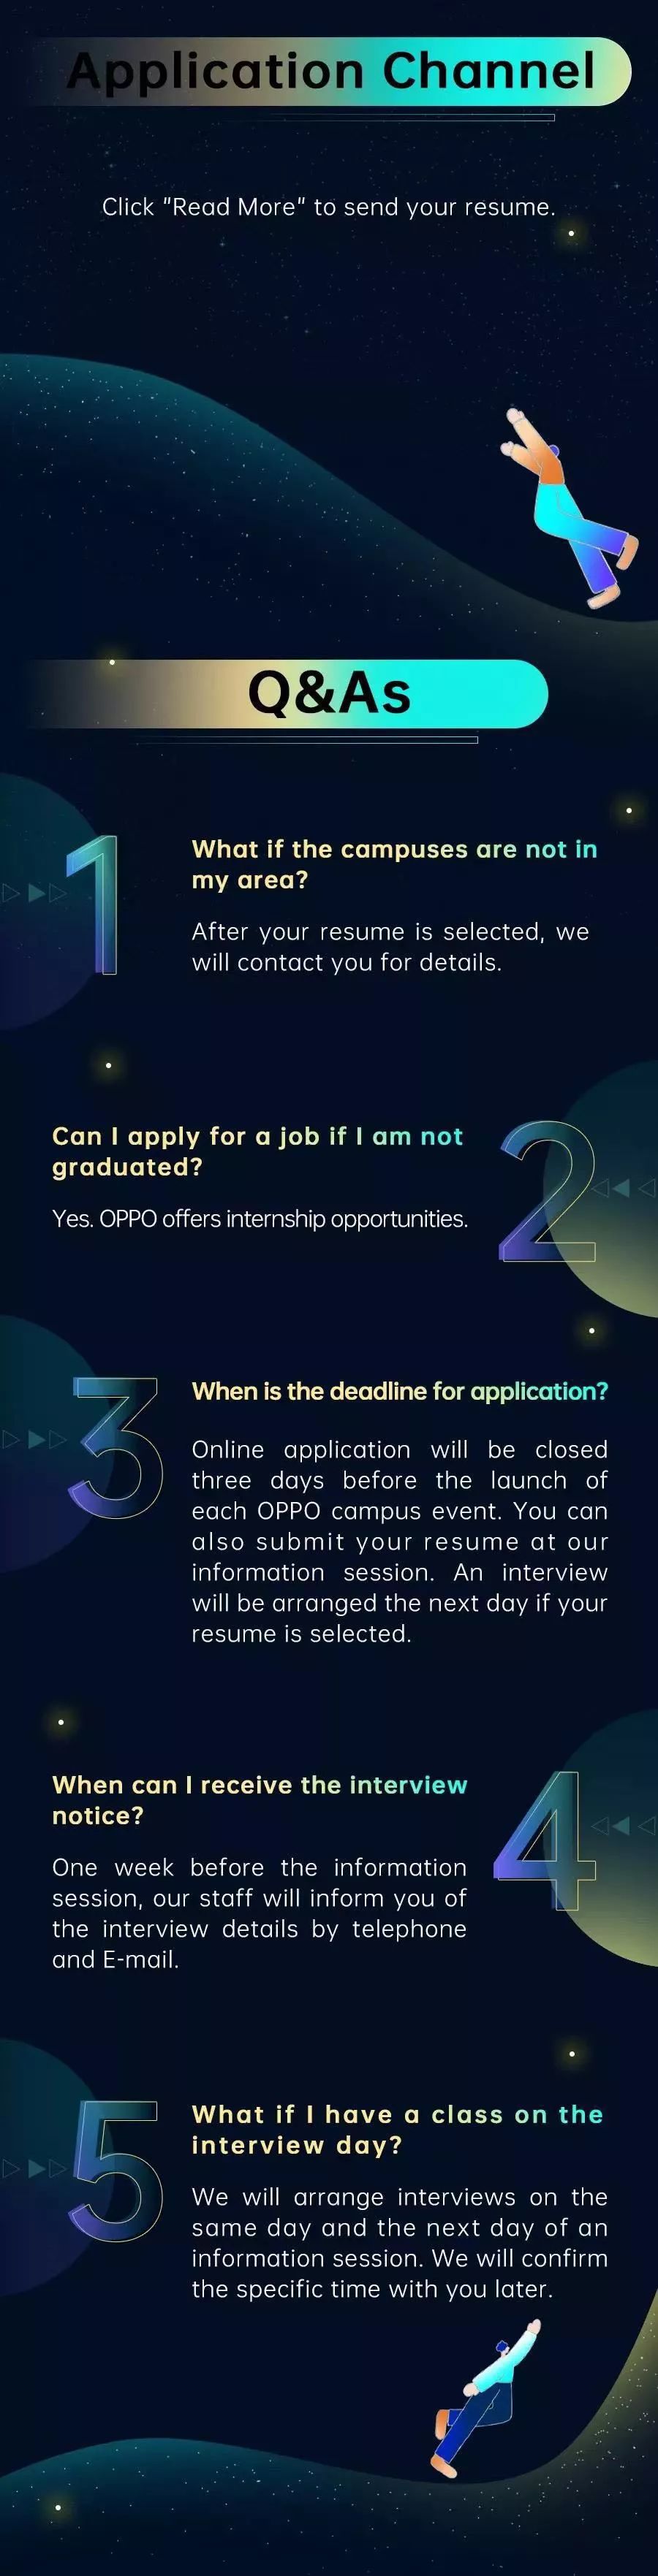 Application Channel
Click "Read More" to send your resume.
Q&As
1
What if the campuses are not in
my area?
After your resume is selected, we
will contact you for details.
Can I apply for a job if I am not
graduated?
Yes. OPPO offers internship opportunities.
2
3
When is the deadline for application?
Online application will be closed
three days before the launch of
each OPPO campus event. You can
also submit your resume at our
information session. An interview
will be arranged the next day if your
resume is selected.
When can I receive the interview
notice?
One week before the information
session, our staff will inform you of
the interview details by telephone
and E-mail.
4
5
What if I have a class on the
interview day?
We will arrange interviews on the
same day and the next day of an
information session. We will confirm
the specific time with you later.